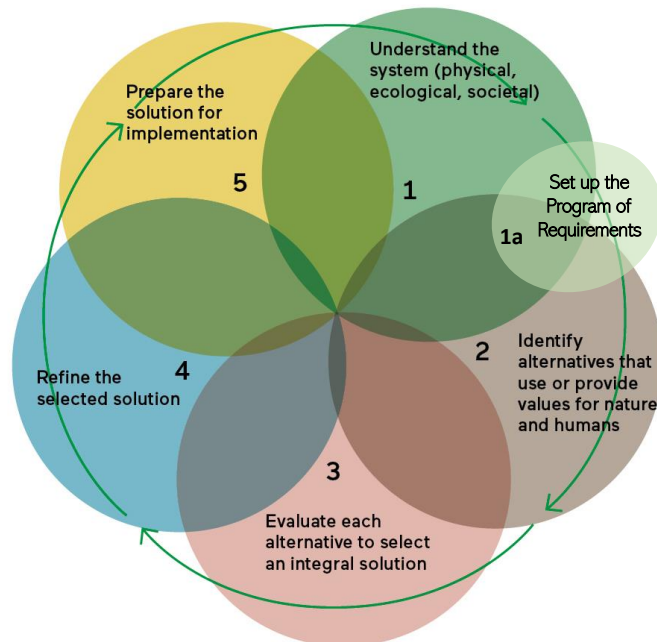 Understand the
system (physical,
ecological, societal)
1
Set up the
Program of
Requirements
1a
Identify
alternatives that
use or provide
values for nature
and humans
2
3
Evaluate each
alternative to select
an integral solution
Refine the
selected solution
4
Prepare the
solution for
implementation
5